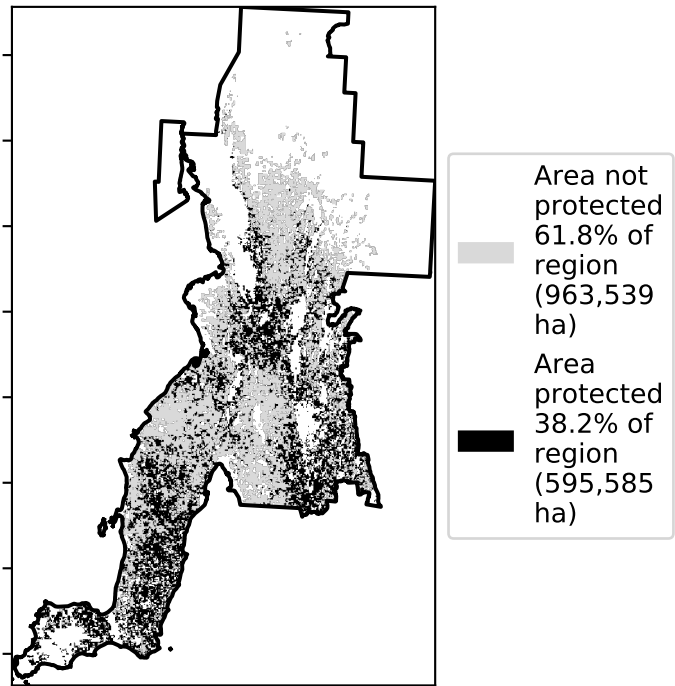 Area not
protected
61.8% of
region
(963,539
ha)
Area
protected
38.2% of
region
(595,585
ha)